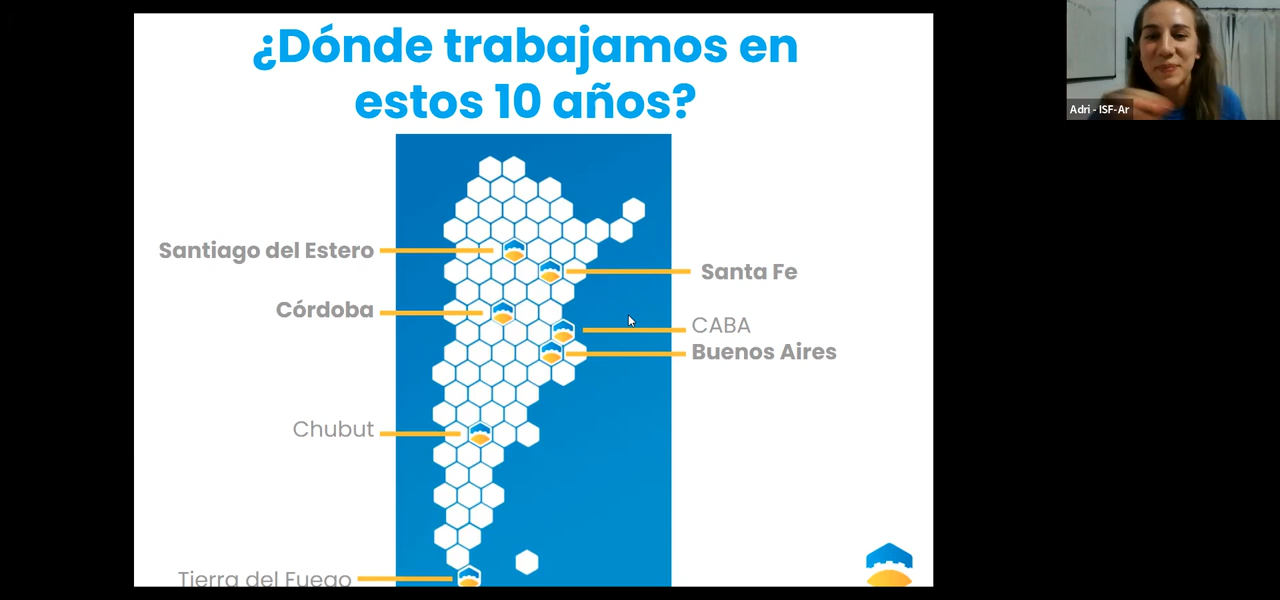 ¿Dónde trabajamos en
estos 10 años?
Adri - ISF-Ar
Santiago del Estero
Santa Fe
Córdoba
CABA
Buenos Aires
Chubut
Tierra del Fuego